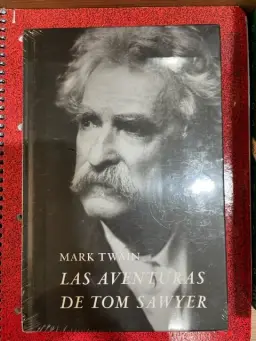 MARK TWAIN
LAS AVENTURAS
DE TOM SAWYER